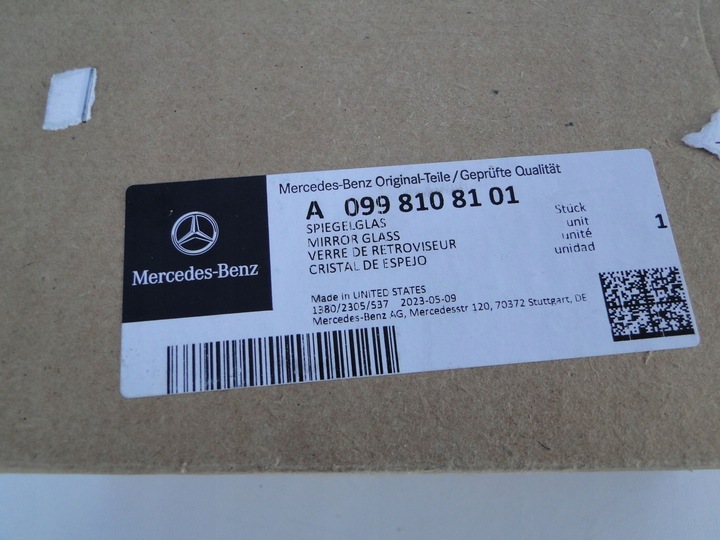 Mercedes-Benz Original-Teile/Geprüfte Qualität
A 099 810 81 01
SPIEGELGLAS
MIRROR GLASS
VERRE DE RETROVISEUR
CRISTAL DE ESPEJO
Stück
unit
unité
unidad
1
Mercedes-Benz
Made in UNITED STATES
1380/2305/537 2023-05-09
Mercedes-Benz AG, Mercedesstr 120, 70372 Stuttgart, DE